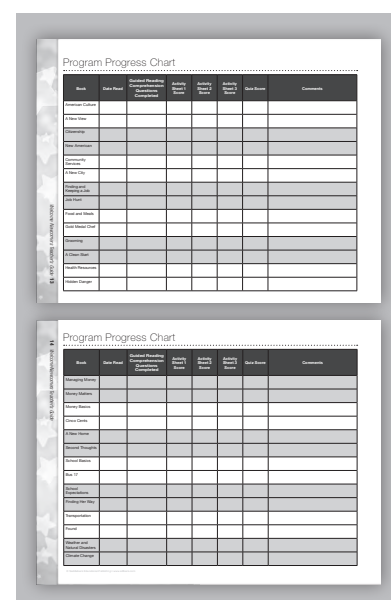 Program Progress Chart
Book
Date Read
Guided Reading
Comprehension
Questions
Completed
Activity
Sheet 1
Score
Activity
Sheet 2
Score
Activity
Sheet 3
Score
Quiz Score
Comments
American Culture
A New View
Citizenship
New American
Community
Services
A New City
Finding and
Keeping a Job
Job Hunt
Food and Meals
Gold Medal Chef
Grooming
A Clean Start
Health Resources
Hidden Danger
13
Program Progress Chart
Book
Date Read
Guided Reading
Comprehension
Questions
Completed
Activity
Sheet 1
Score
Activity
Sheet 2
Score
Activity
Sheet 3
Score
Quiz Score
Comments
Managing Money
Money Matters
Money Basics
Cinco Cents
A New Home
Second Thoughts
School Basics
Box 17
School
Expectations
Finding Her Way
Transportation
Found
Weather and
Natural Disasters
Climate Change
14